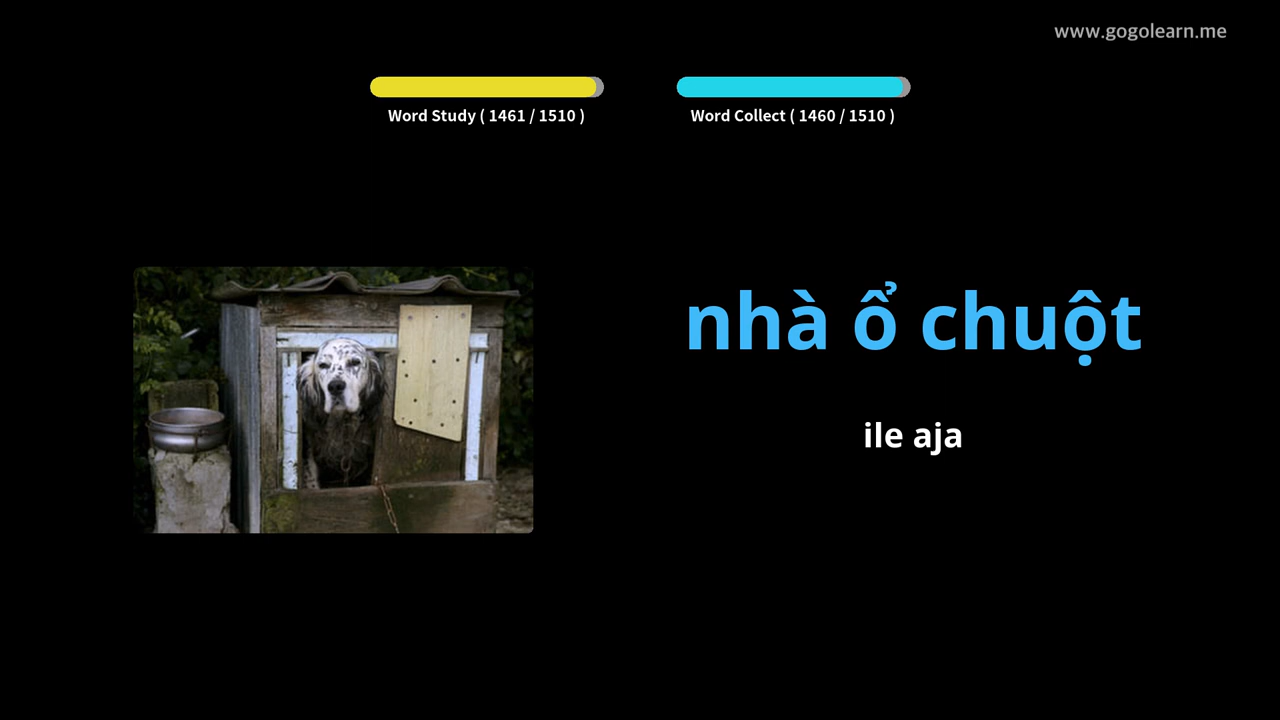 www.gogolearn.me
Word Study ( 1461 / 1510 )
Word Collect ( 1460 / 1510 )
nhà ổ chuột
ile aja